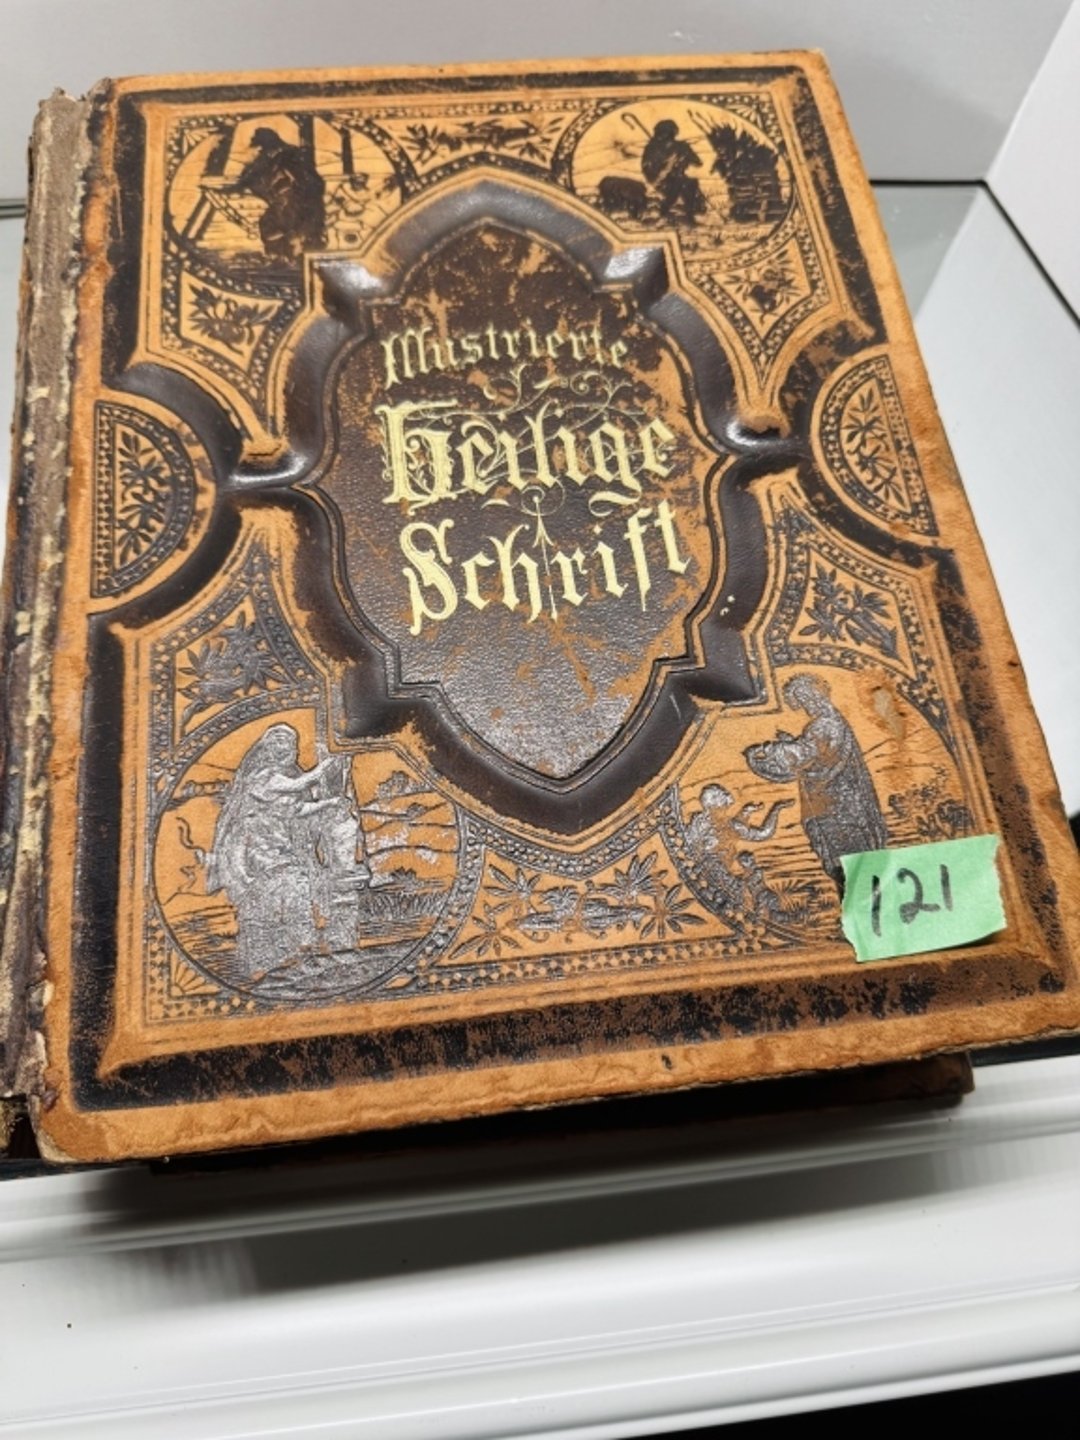 Illustrierte
Heilige
Schrift
121